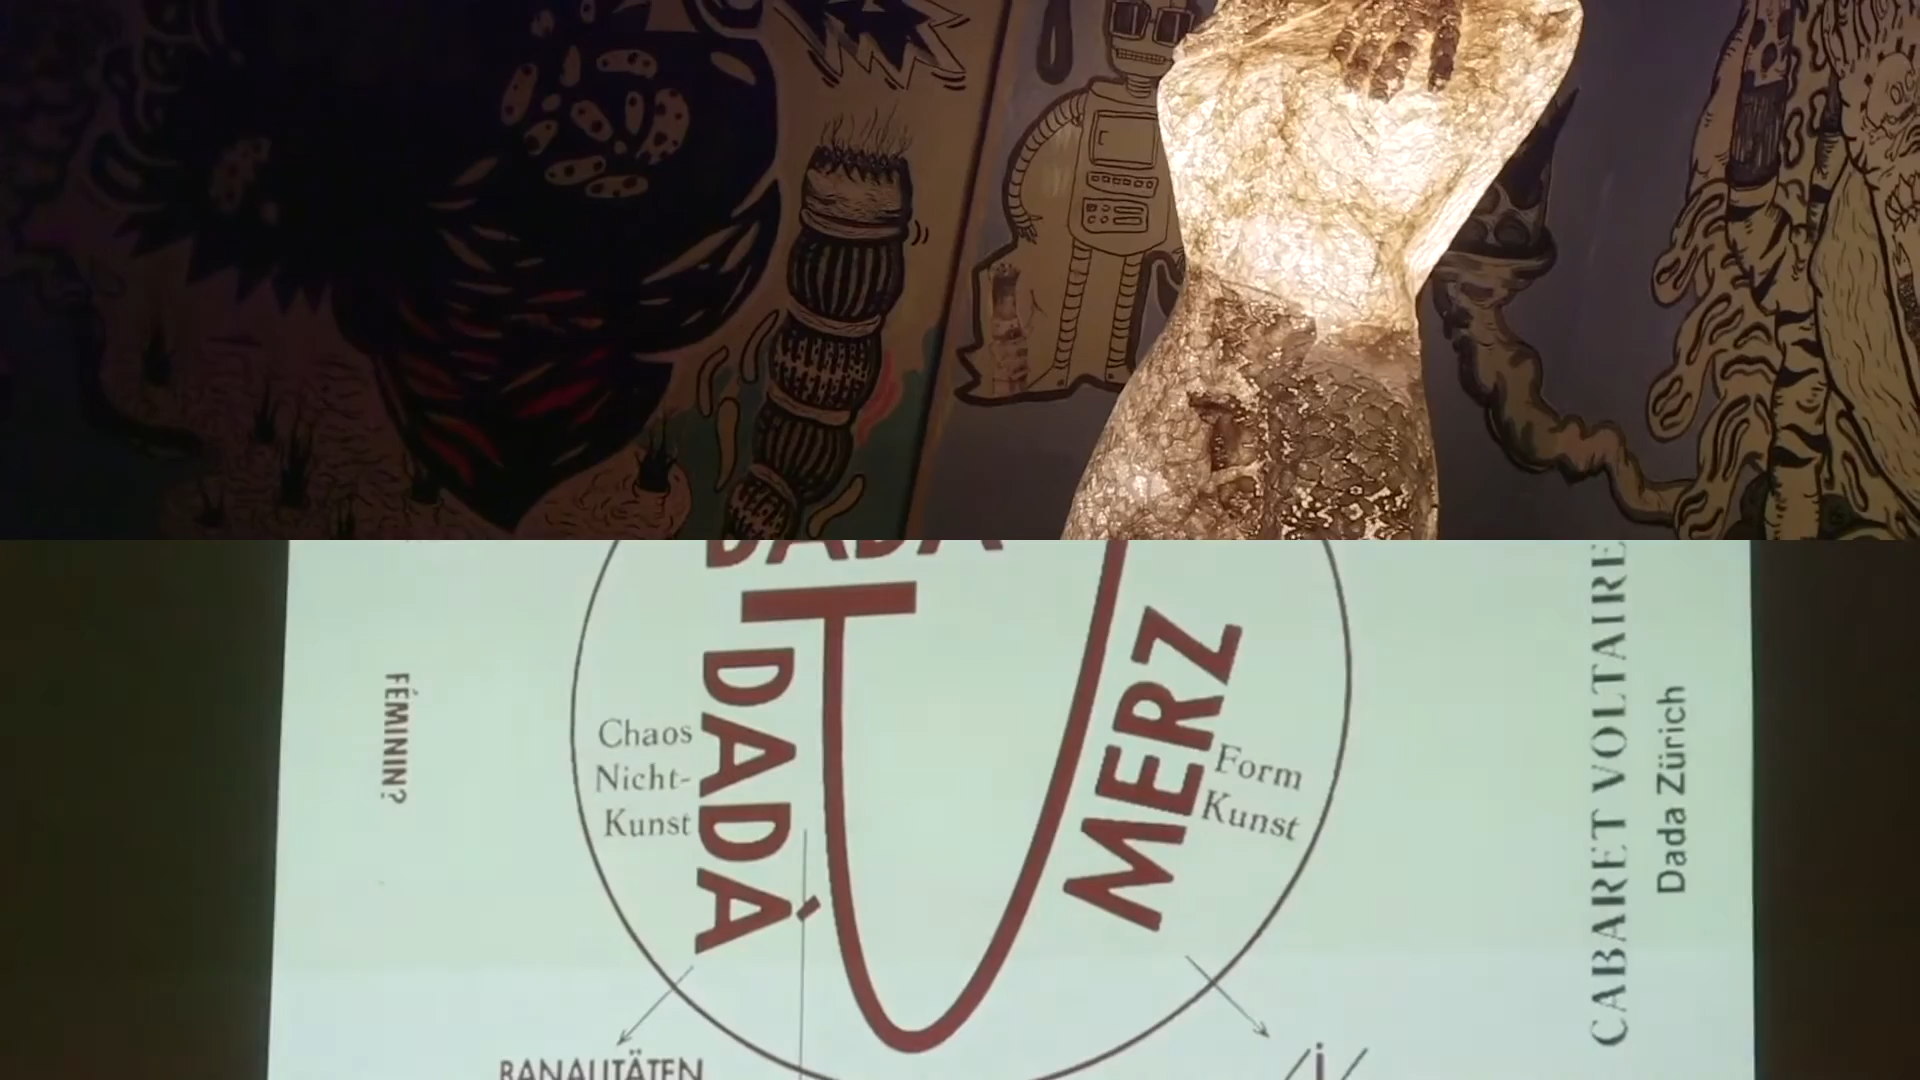 DADA
FÉMININ?
DADA
Chaos
Nicht-
Kunst
MERZ
Form
Kunst
CABARET VOLTAIRE
Dada Zürich
BANALITÄTEN
/i/